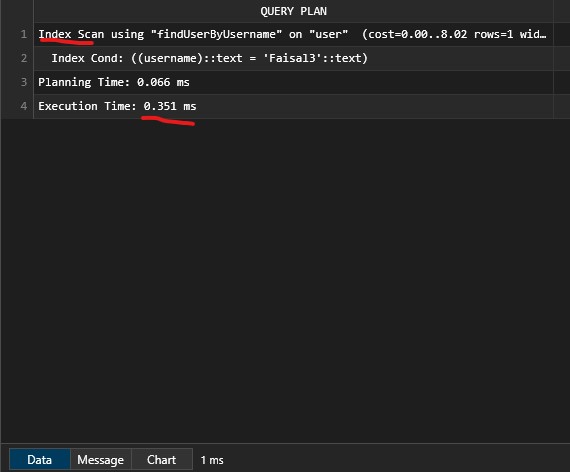 QUERY PLAN
1 Index Scan using "findUserByUsername" on "user" (cost=0.00..8.02 rows=1 wid…
2 Index Cond: ((username)::text = 'Faisal3'::text)
3 Planning Time: 0.066 ms
4 Execution Time: 0.351 ms
Data Message Chart 1 ms